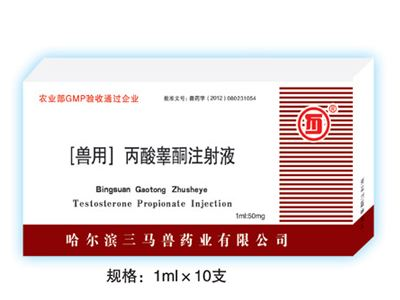 农业部GMP验收通过企业
批准文号：兽药字（2012）080231054
[兽用] 丙酸睾酮注射液
Bingsuan Gaotong Zhusheye
Testosterone Propionate Injection
1ml:50mg
哈尔滨三马兽药业有限公司
规格：1ml×10支